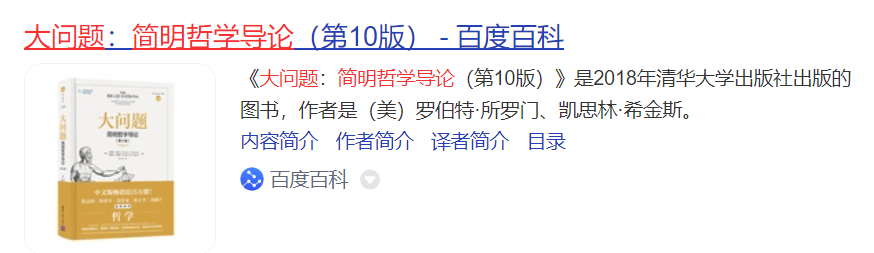 大问题：简明哲学导论（第10版） - 百度百科
《大问题：简明哲学导论（第10版）》是2018年清华大学出版社出版的
图书，作者是（美）罗伯特·所罗门、凯思林·希金斯。
内容简介 作者简介 译者简介 目录
百度百科
大问题
简明哲学导论
大问题
哲学